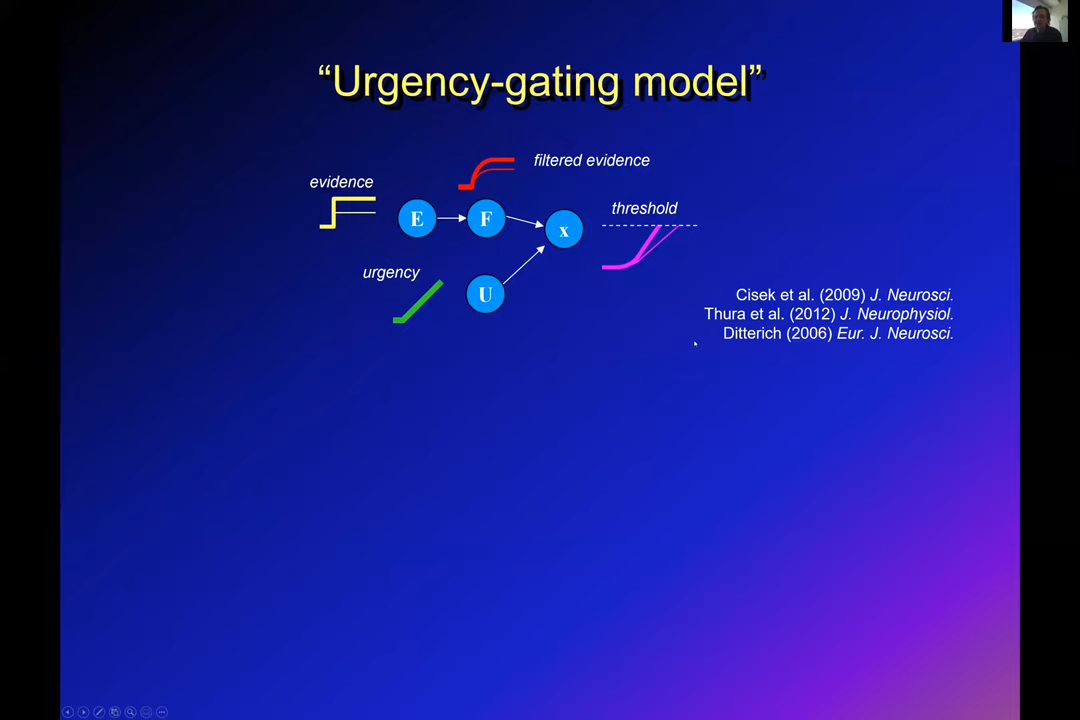 “Urgency-gating model”
filtered evidence
evidence
threshold
E
F
x
urgency
U
Cisek et al. (2009) J. Neurosci.
Thura et al. (2012) J. Neurophysiol.
Ditterich (2006) Eur. J. Neurosci.